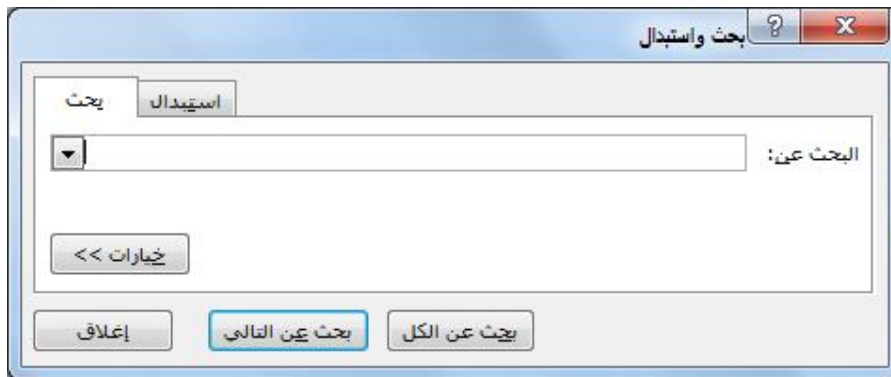 بحث واستبدال
بحث استبدال
البحث عن:
خيارات >>
بحث عن الكل بحث عن التالي إغلاق